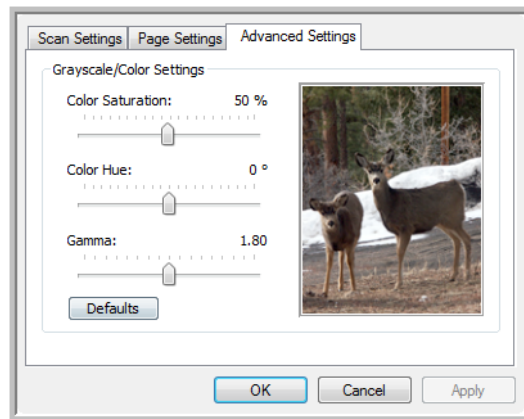 Scan Settings Page Settings Advanced Settings
Grayscale/Color Settings
Color Saturation: 50 %
Color Hue: 0 °
Gamma: 1.80
Defaults
OK Cancel Apply